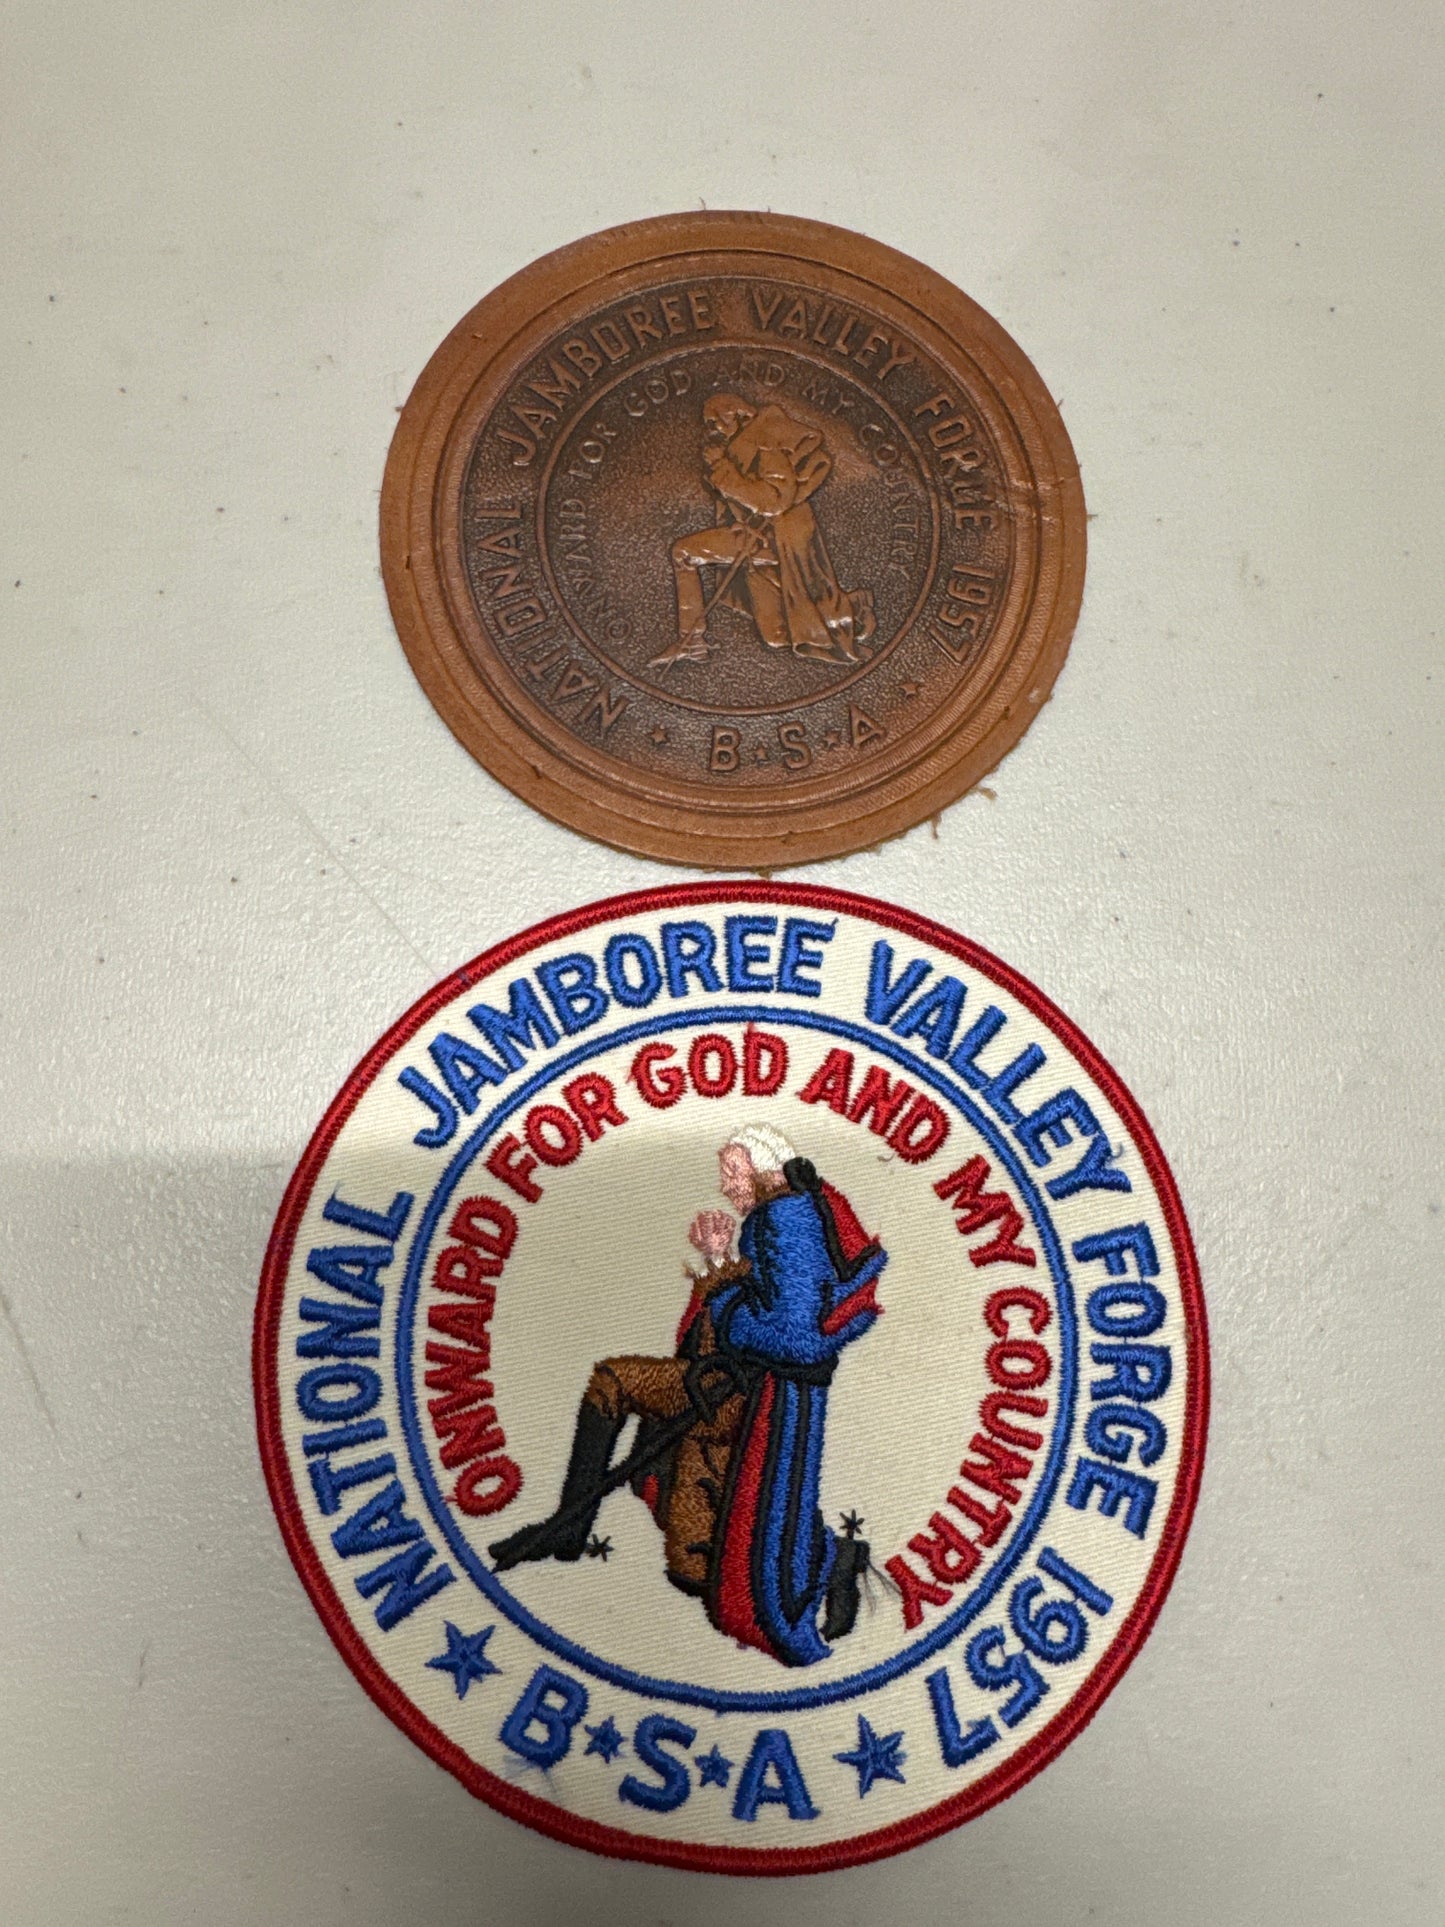 NATIONAL JAMBOREE VALLEY FORGE 1957
ONWARD FOR GOD AND MY COUNTRY
★ B★S★A ★
NATIONAL JAMBOREE VALLEY FORGE 1957
ONWARD FOR GOD AND MY COUNTRY
★ B★S★A ★